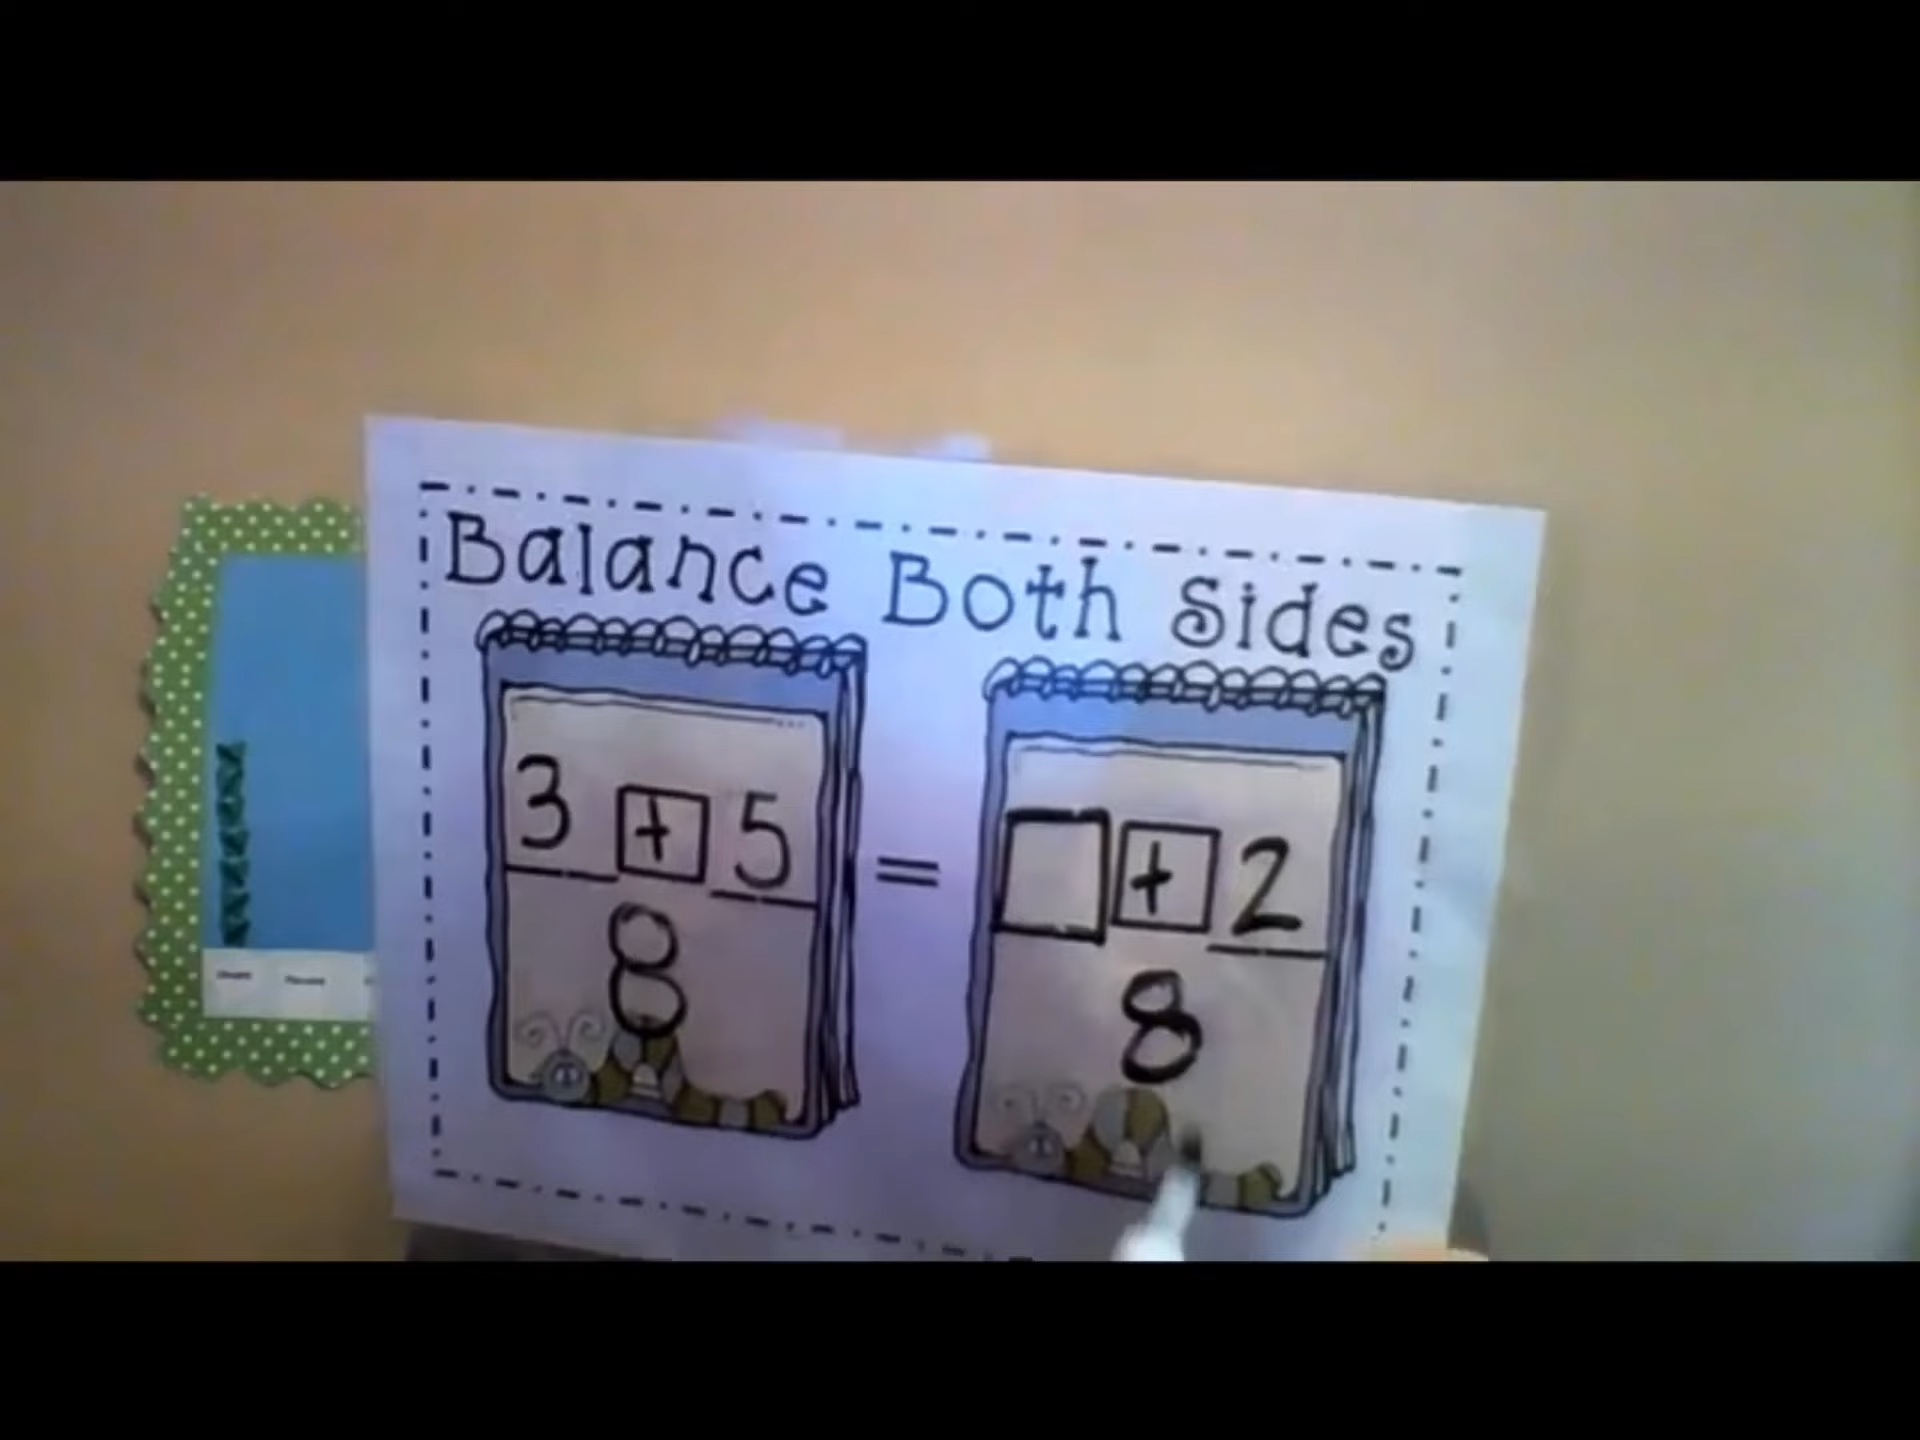 Balance Both Sides
3 + 5 = □ + 2
8 8